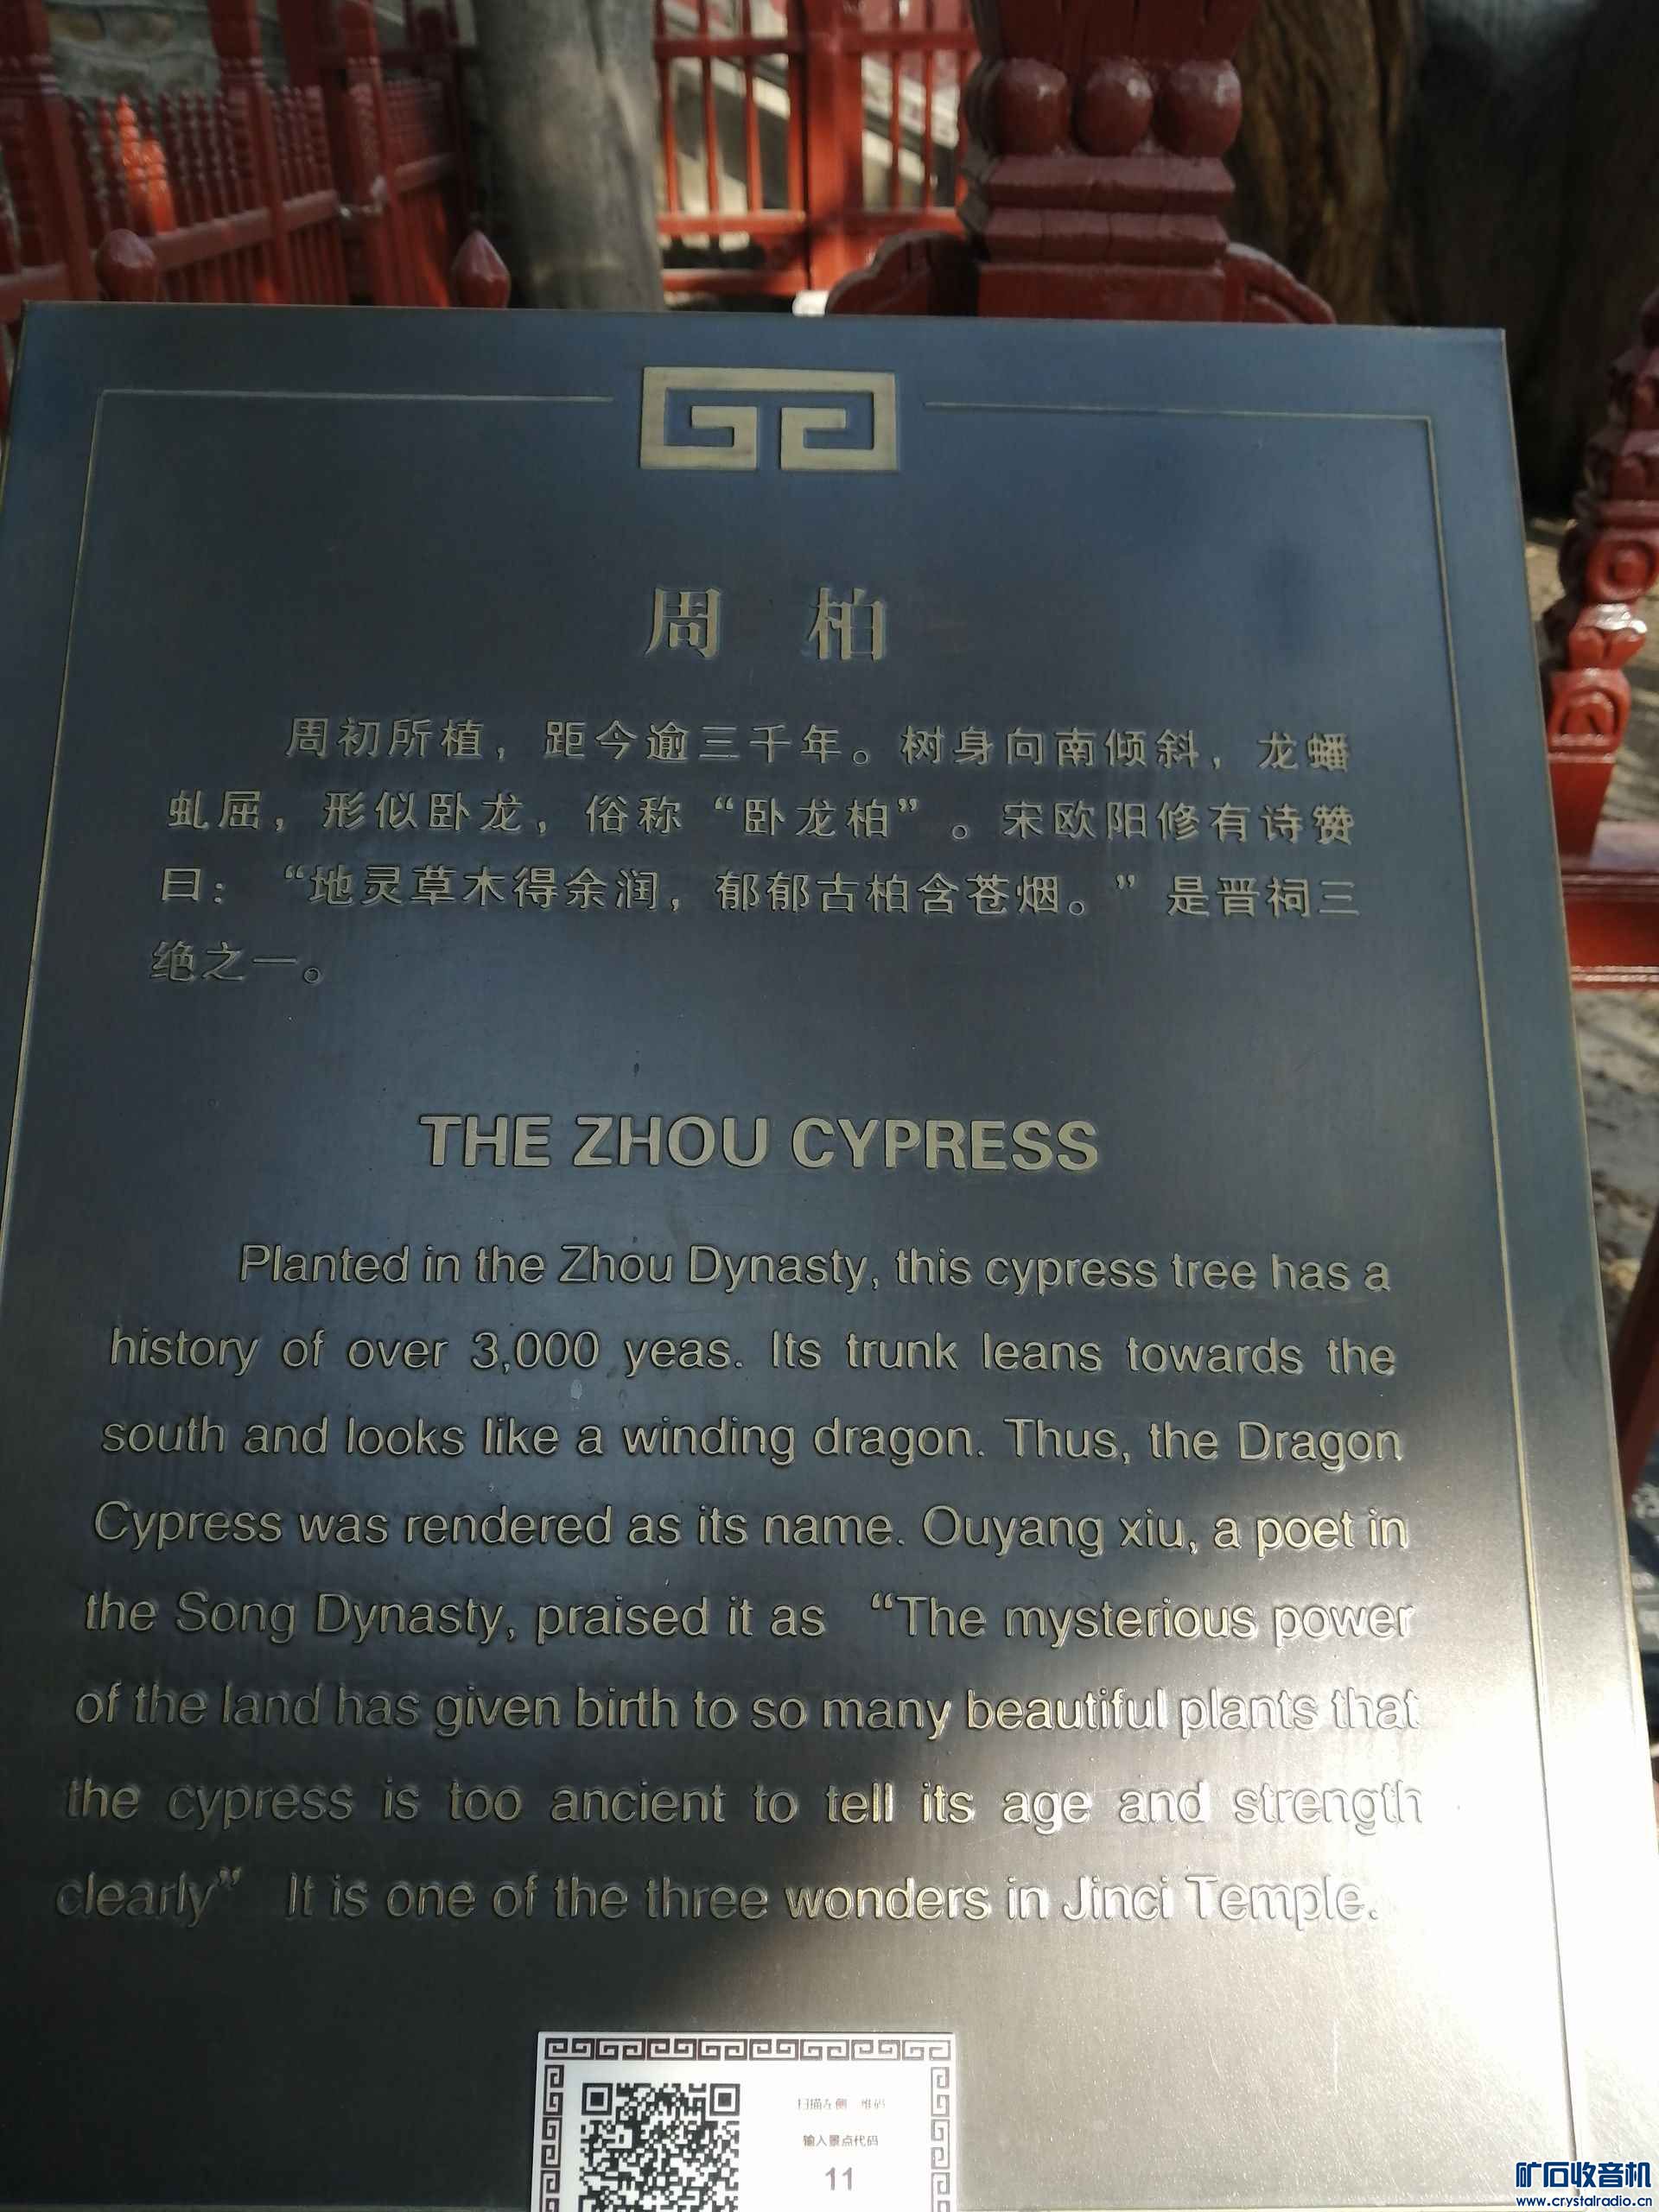 周 柏
周初所植，距今逾三千年。树身向南倾斜，龙蟠
虬屈，形似卧龙，俗称“卧龙柏”。宋欧阳修有诗赞
曰：“地灵草木得余润，郁郁古柏含苍烟。”是晋祠三
绝之一。
THE ZHOU CYPRESS
Planted in the Zhou Dynasty, this cypress tree has a
history of over 3,000 yeas. Its trunk leans towards the
south and looks like a winding dragon. Thus, the Dragon
Cypress was rendered as its name. Ouyang xiu, a poet in
the Song Dynasty, praised it as “The mysterious power
of the land has given birth to so many beautiful plants that
the cypress is too ancient to tell its age and strength
clearly” It is one of the three wonders in Jinci Temple.
扫描左侧 维码
输入景点代码
11
矿石收音机
www.crystalradio.cn